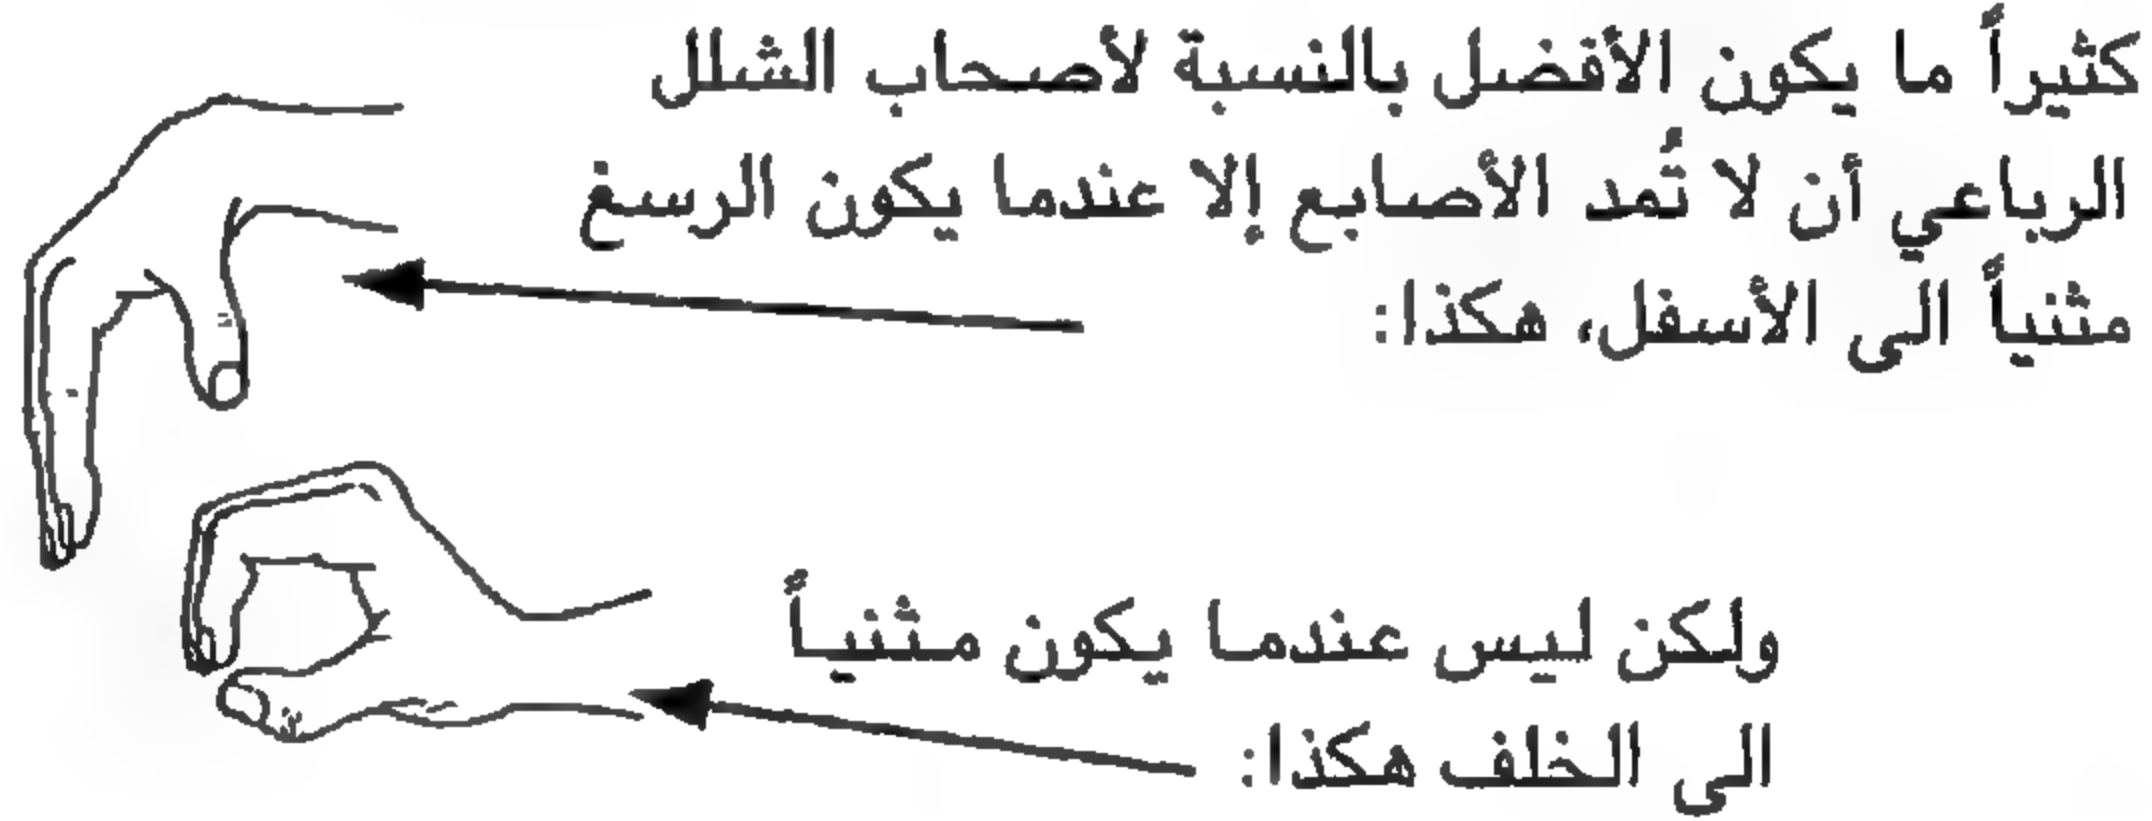 كثيراً ما يكون الأفضل بالنسبة لأصحاب الشلل
الرباعي أن لا تُمد الأصابع إلا عندما يكون الرسغ
مثنياً الى الأسفل، هكذا:
ولكن ليس عندما يكون مثنياً
الى الخلف هكذا: